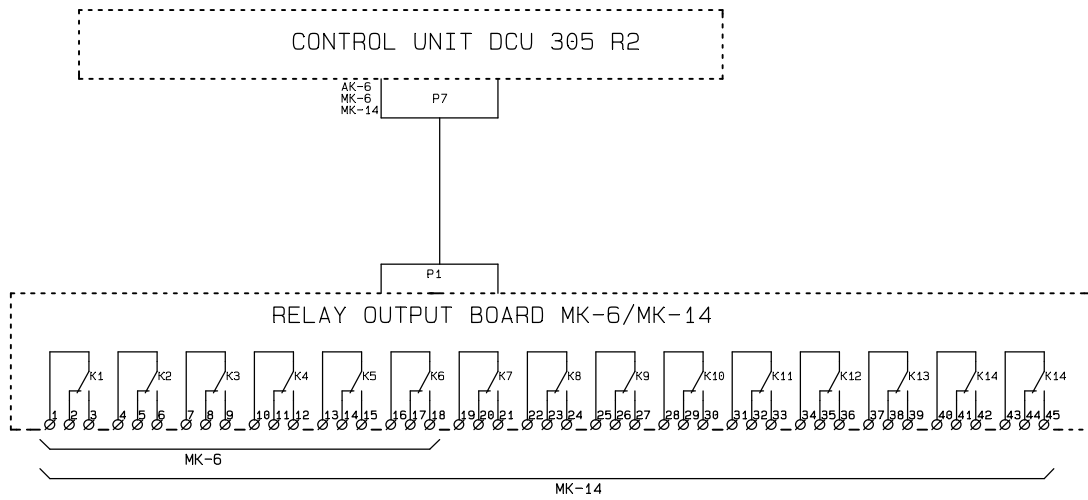 CONTROL UNIT DCU 305 R2
AK-6
MK-6
MK-14
P7
P1
RELAY OUTPUT BOARD MK-6/MK-14
K1 K2 K3 K4 K5 K6 K7 K8 K9 K10 K11 K12 K13 K14 K14
1 2 3 4 5 6 7 8 9 10 11 12 13 14 15 16 17 18 19 20 21 22 23 24 25 26 27 28 29 30 31 32 33 34 35 36 37 38 39 40 41 42 43 44 45
MK-6
MK-14